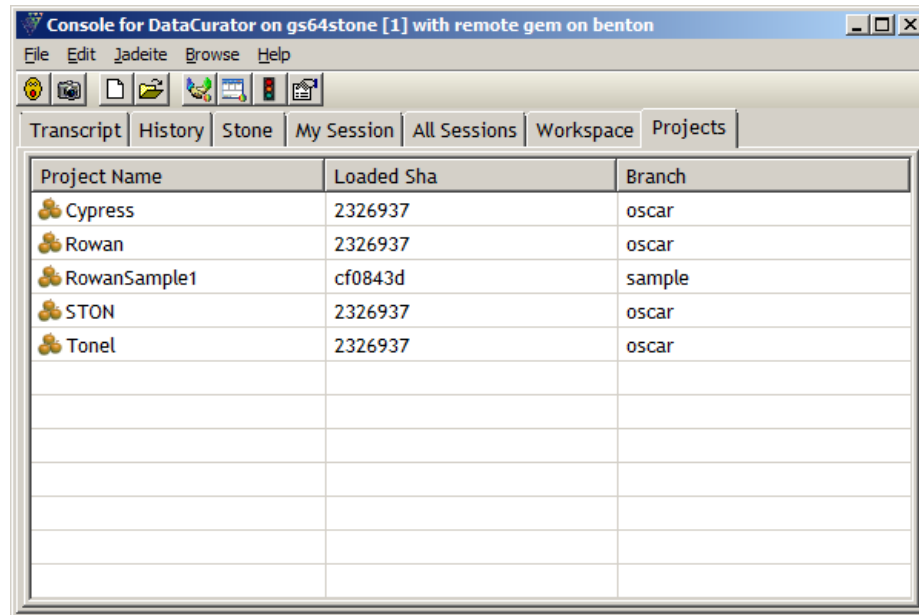 Console for DataCurator on gs64stone [1] with remote gem on benton
File Edit Jadeite Browse Help
Transcript History Stone My Session All Sessions Workspace Projects
Project Name Loaded Sha Branch
Cypress 2326937 oscar
Rowan 2326937 oscar
RowanSample1 cf0843d sample
STON 2326937 oscar
Tonel 2326937 oscar